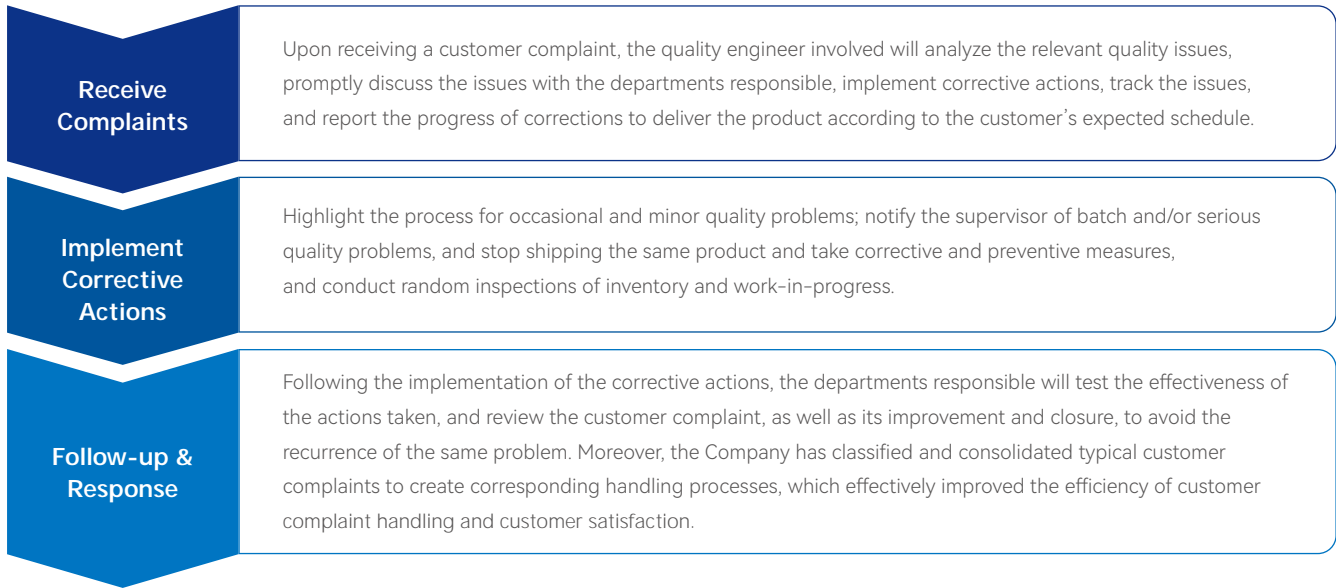 Receive
Complaints
Upon receiving a customer complaint, the quality engineer involved will analyze the relevant quality issues,
promptly discuss the issues with the departments responsible, implement corrective actions, track the issues,
and report the progress of corrections to deliver the product according to the customer’s expected schedule.
Implement
Corrective
Actions
Highlight the process for occasional and minor quality problems; notify the supervisor of batch and/or serious
quality problems, and stop shipping the same product and take corrective and preventive measures,
and conduct random inspections of inventory and work-in-progress.
Follow-up &
Response
Following the implementation of the corrective actions, the departments responsible will test the effectiveness of
the actions taken, and review the customer complaint, as well as its improvement and closure, to avoid the
recurrence of the same problem. Moreover, the Company has classified and consolidated typical customer
complaints to create corresponding handling processes, which effectively improved the efficiency of customer
complaint handling and customer satisfaction.